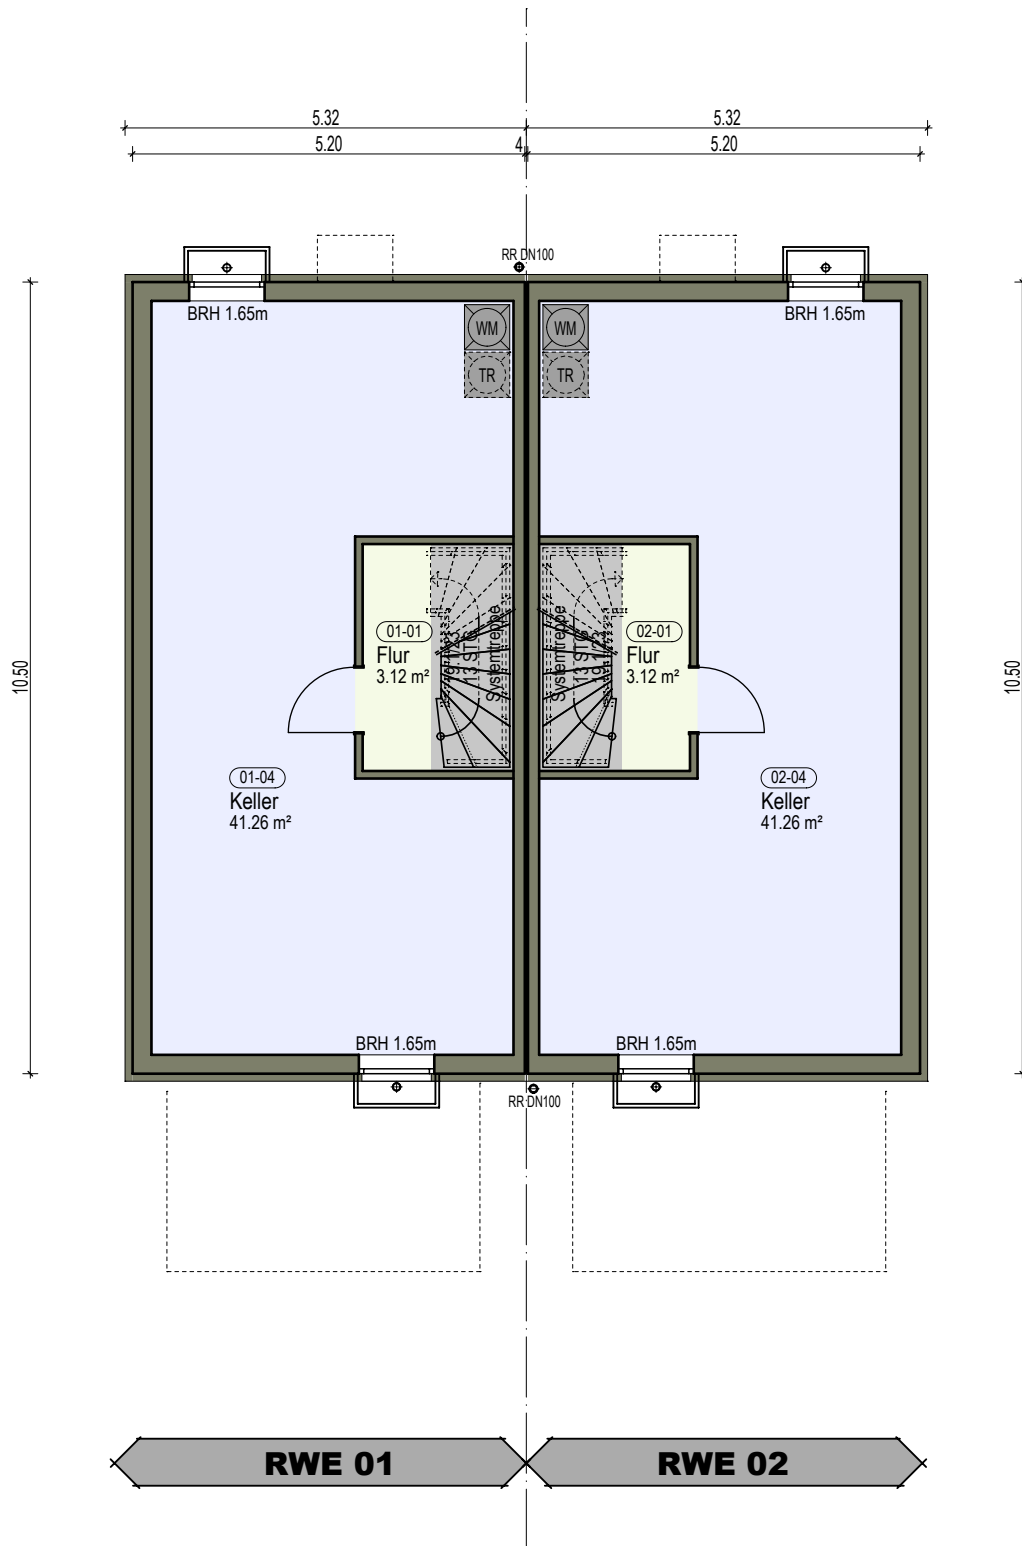 5.32
5.32
5.20
4
5.20
RR DN100
BRH 1.65m
BRH 1.65m
WM
WM
TR
TR
10.50
10.50
01-01
Flur
3.12 m²
13 STG
Systemtreppe
Systemtreppe
13 STG
02-01
Flur
3.12 m²
01-04
Keller
41.26 m²
02-04
Keller
41.26 m²
BRH 1.65m
BRH 1.65m
RR DN100
RWE 01
RWE 02